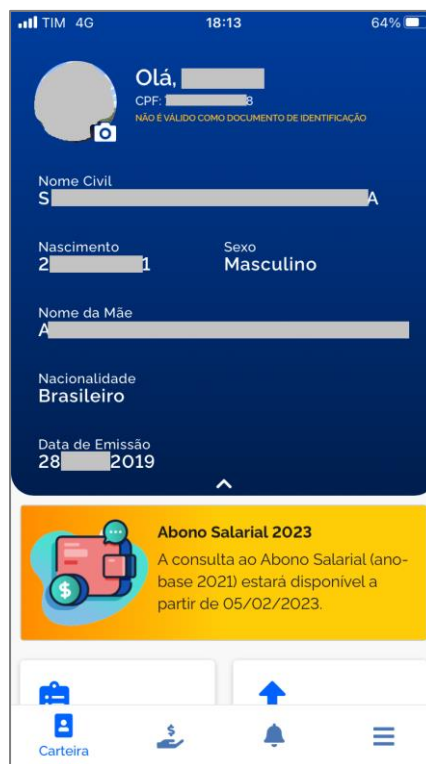 TIM 4G 18:13 64%
Olá,
CPF: 8
NÃO É VÁLIDO COMO DOCUMENTO DE IDENTIFICAÇÃO
Nome Civil
S A
Nascimento Sexo
2 1 Masculino
Nome da Mãe
A
Nacionalidade
Brasileiro
Data de Emissão
28 2019
Abono Salarial 2023
A consulta ao Abono Salarial (ano-
base 2021) estará disponível a
partir de 05/02/2023.
$
$
Carteira